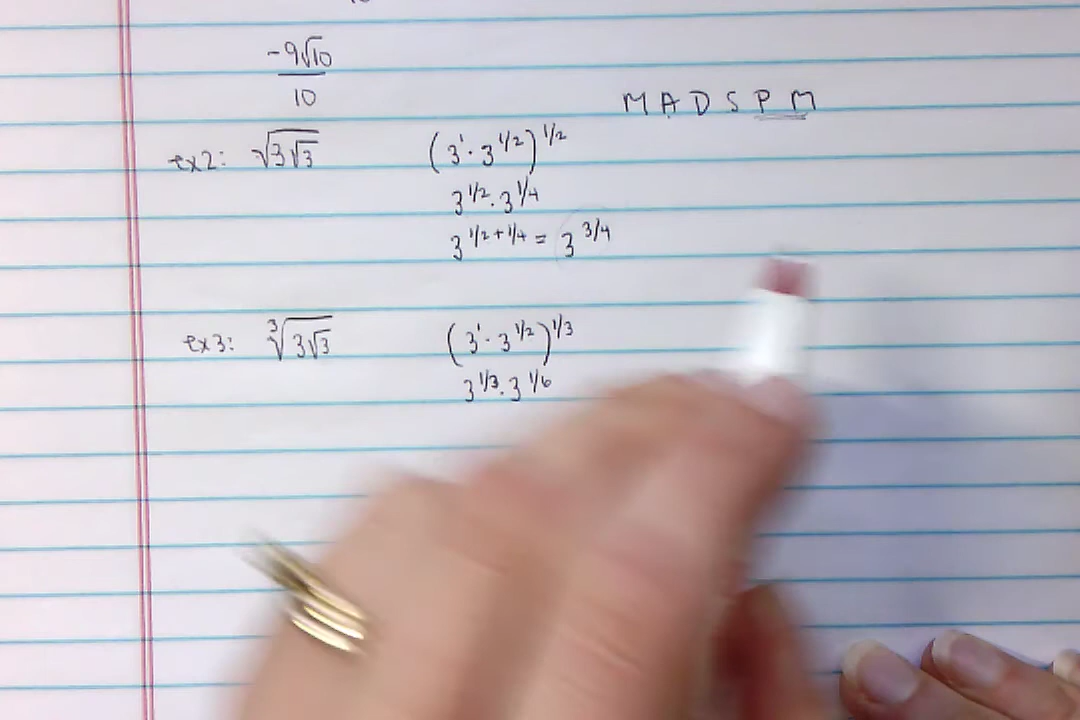 -9√10
10
M A D S P M
ex2: √(3√3) (3¹ · 3^1/2)^1/2
3^1/2 · 3^1/4
3^1/2 + 1/4 = 3^3/4
ex3: ∛(3√3) (3¹ · 3^1/2)^1/3
3^1/3 · 3^1/6